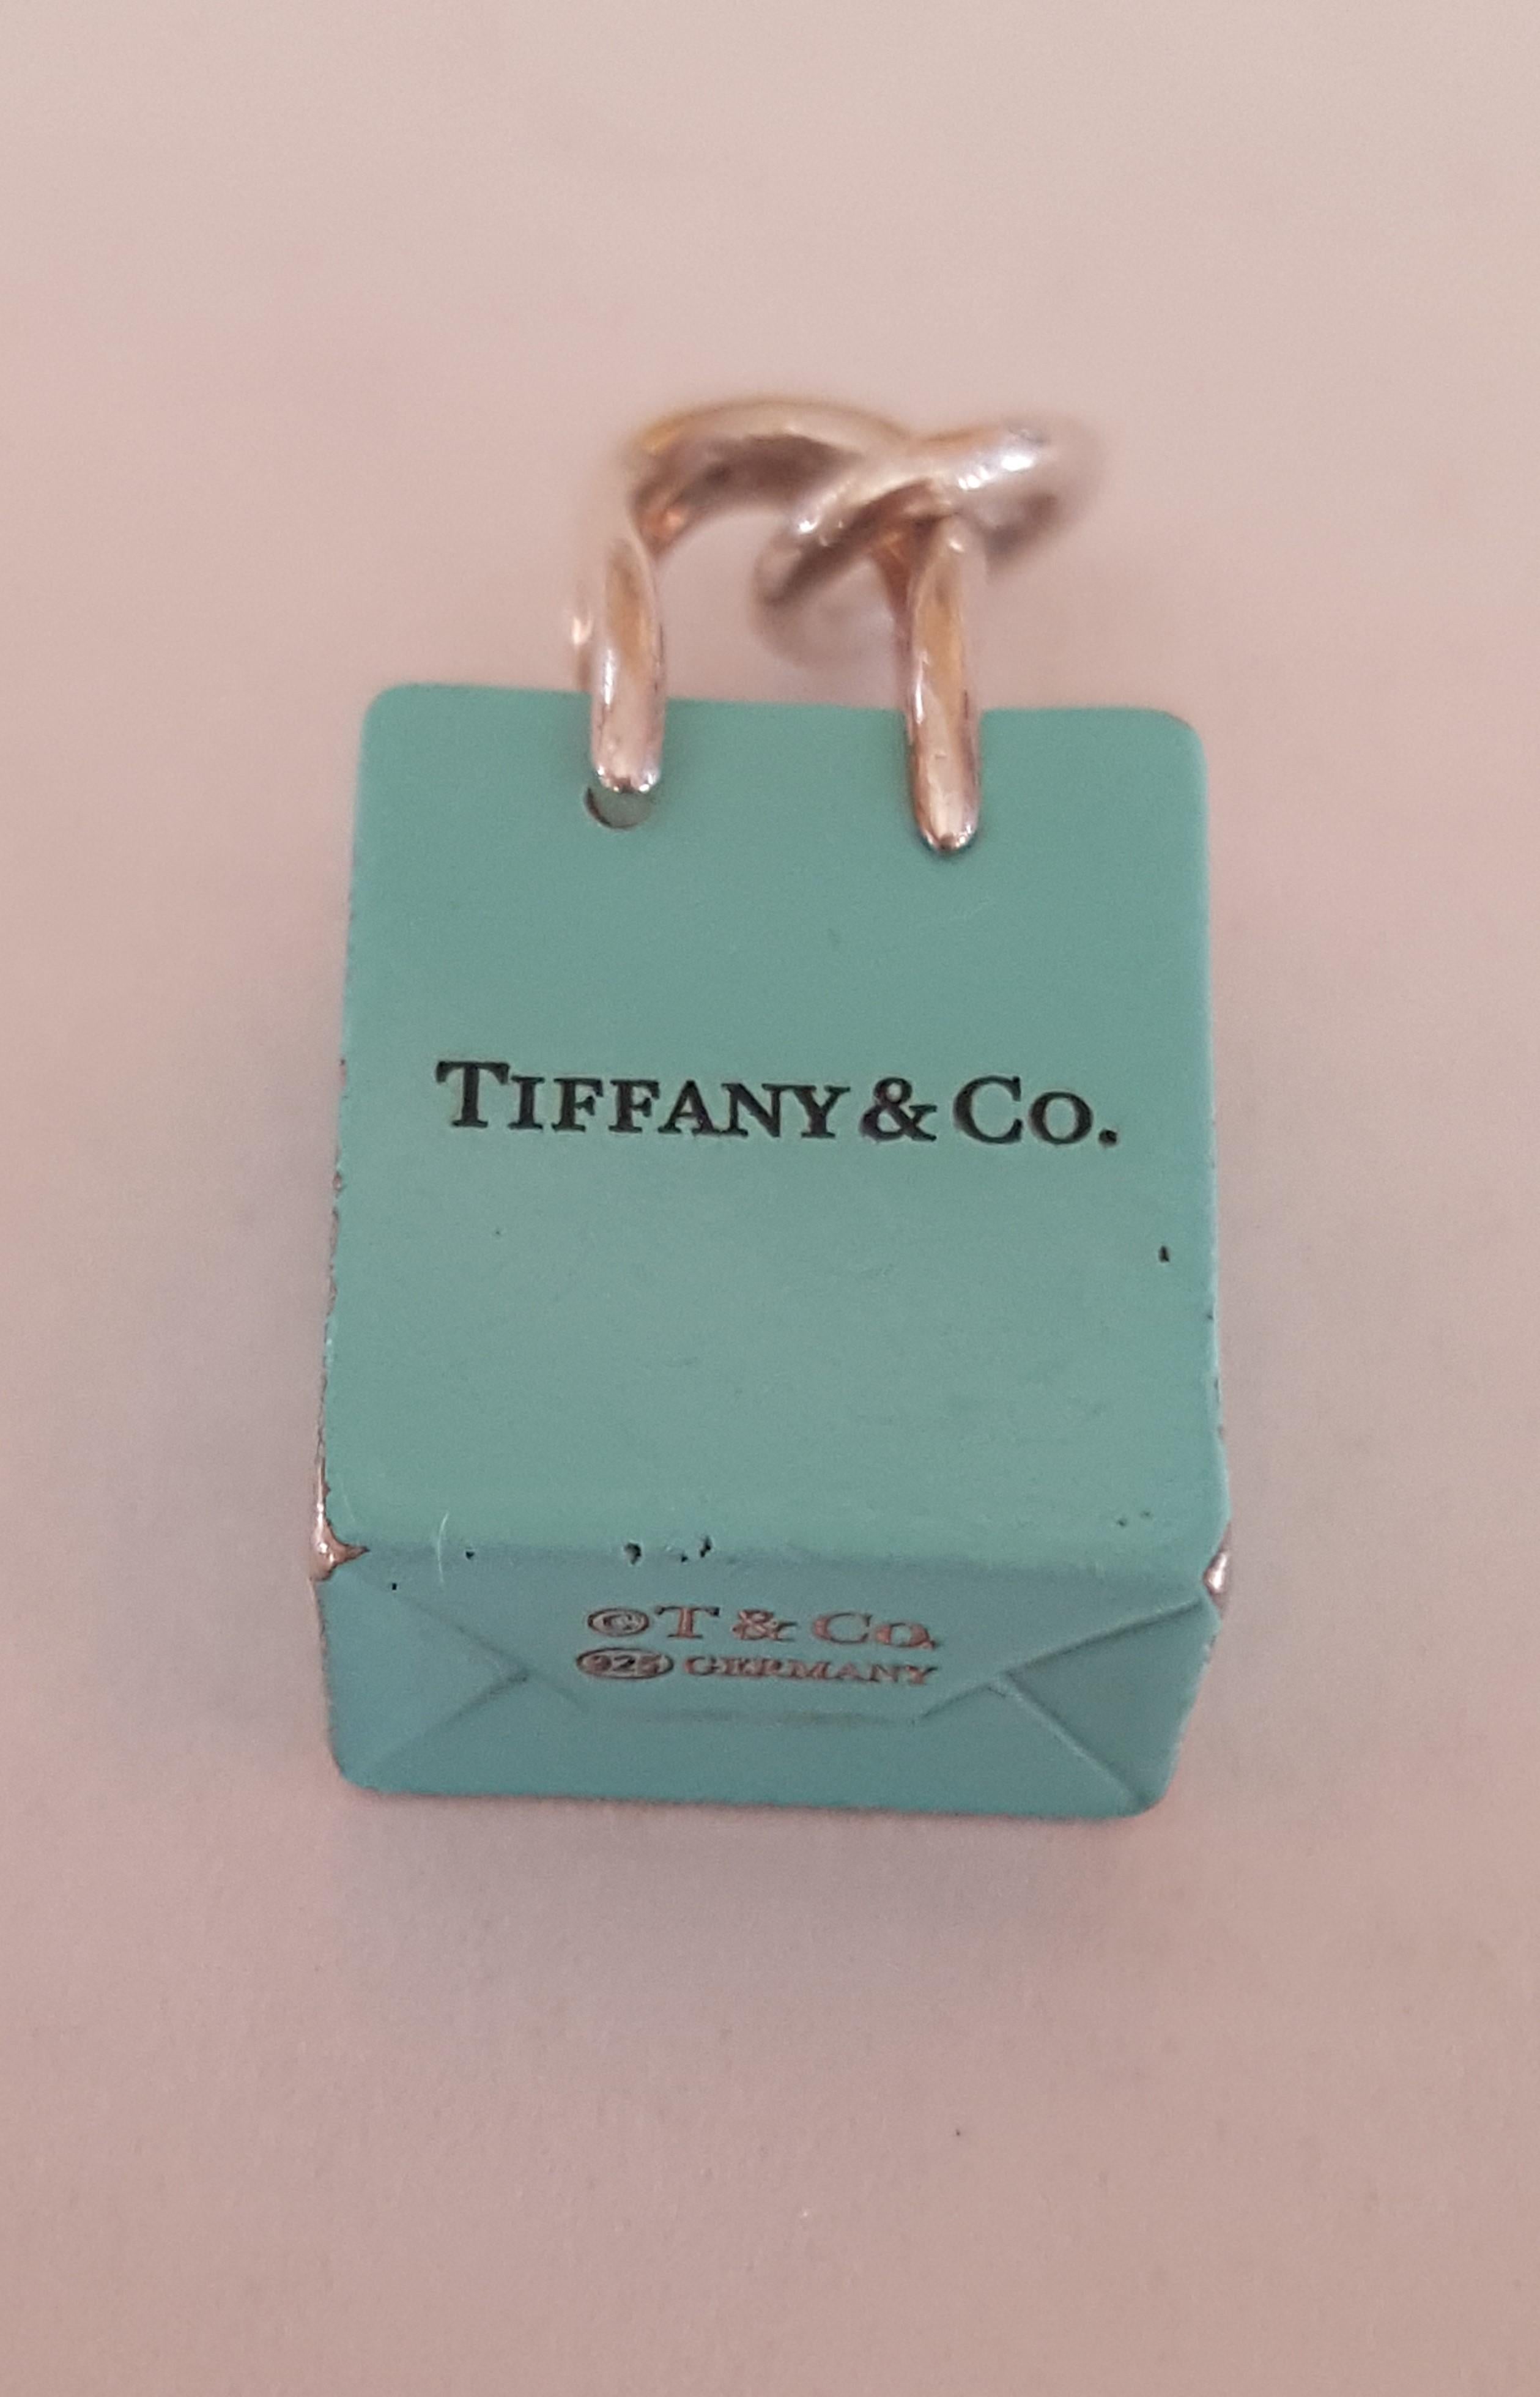 TIFFANY & CO.
© T & CO.
925 GERMANY